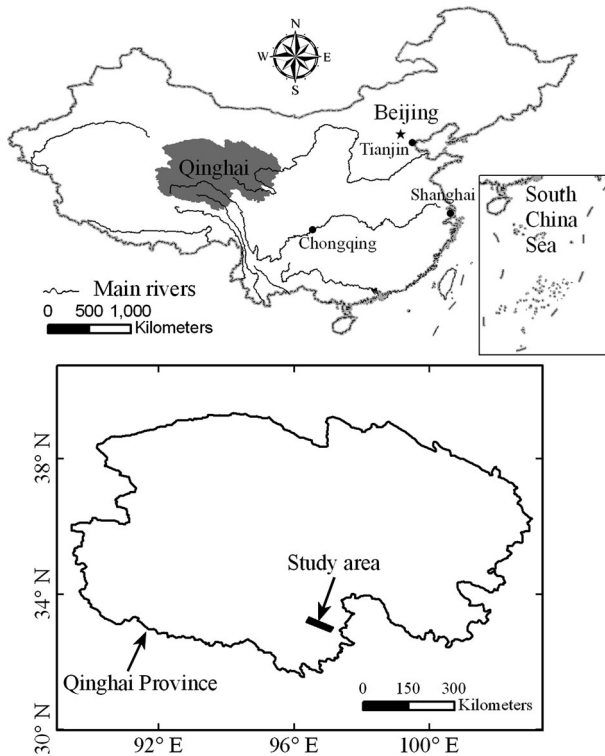 N
W E
S
Beijing
Tianjin
Qinghai
Shanghai
Chongqing
South
China
Sea
Main rivers
0 500 1,000
Kilometers
38° N
34° N
30° N
Study area
Qinghai Province
0 150 300
Kilometers
92° E 96° E 100° E